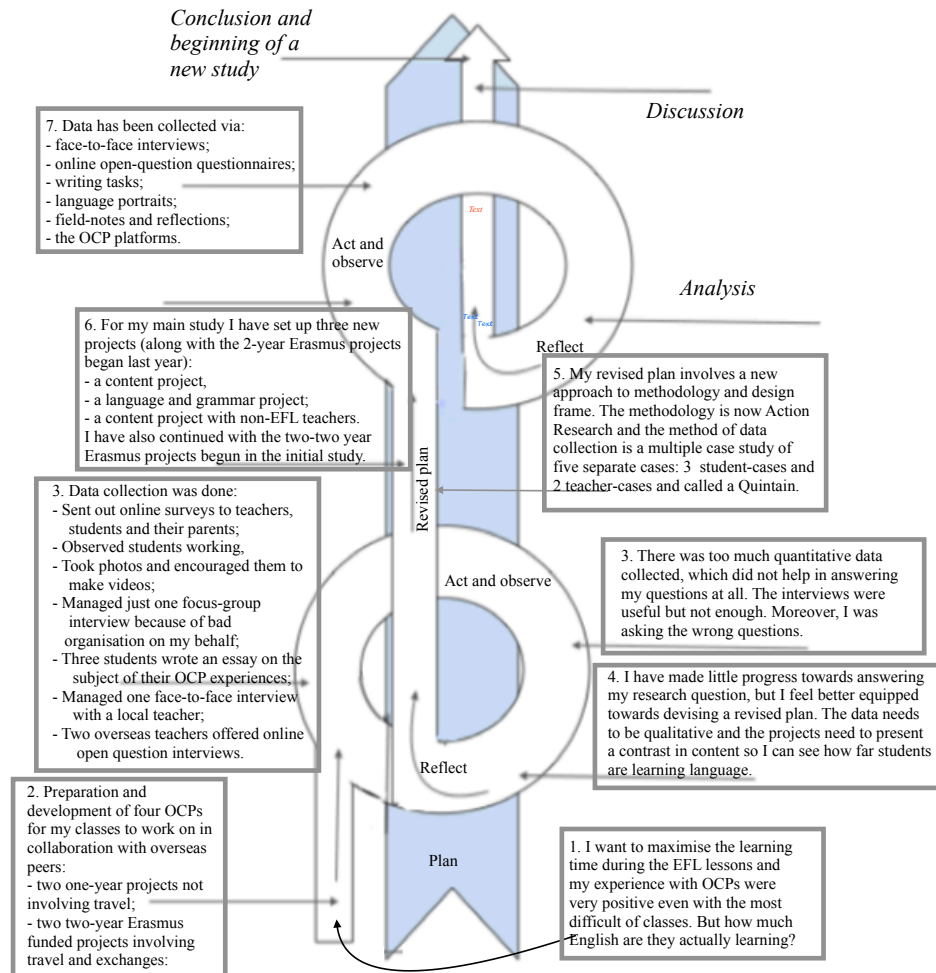 Conclusion and
beginning of a
new study
Discussion
7. Data has been collected via:
- face-to-face interviews;
- online open-question questionnaires;
- writing tasks;
- language portraits;
- field-notes and reflections;
- the OCP platforms.
Text
Act and
observe
Analysis
Text
Text
Reflect
6. For my main study I have set up three new
projects (along with the 2-year Erasmus projects
began last year):
- a content project,
- a language and grammar project;
- a content project with non-EFL teachers.
I have also continued with the two-two year
Erasmus projects begun in the initial study.
5. My revised plan involves a new
approach to methodology and design
frame. The methodology is now Action
Research and the method of data
collection is a multiple case study of
five separate cases: 3 student-cases and
2 teacher-cases and called a Quintain.
Revised plan
3. Data collection was done:
- Sent out online surveys to teachers,
students and their parents;
- Observed students working,
- Took photos and encouraged them to
make videos;
- Managed just one focus-group
interview because of bad
organisation on my behalf;
- Three students wrote an essay on the
subject of their OCP experiences;
- Managed one face-to-face interview
with a local teacher;
- Two overseas teachers offered online
open question interviews.
Act and observe
3. There was too much quantitative data
collected, which did not help in answering
my questions at all. The interviews were
useful but not enough. Moreover, I was
asking the wrong questions.
4. I have made little progress towards answering
my research question, but I feel better equipped
towards devising a revised plan. The data needs
to be qualitative and the projects need to present
a contrast in content so I can see how far students
are learning language.
Reflect
2. Preparation and
development of four OCPs
for my classes to work on in
collaboration with overseas
peers:
- two one-year projects not
involving travel;
- two two-year Erasmus
funded projects involving
travel and exchanges:
Plan
1. I want to maximise the learning
time during the EFL lessons and
my experience with OCPs were
very positive even with the most
difficult of classes. But how much
English are they actually learning?